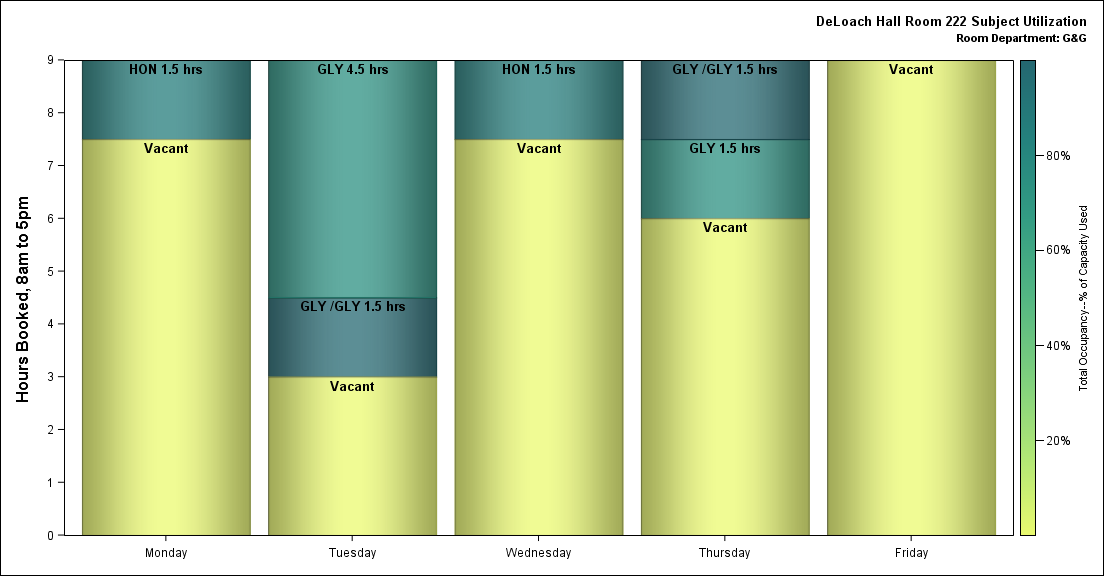 DeLoach Hall Room 222 Subject Utilization
Room Department: G&G
Hours Booked, 8am to 5pm
9
8
7
6
5
4
3
2
1
0
HON 1.5 hrs
Vacant
GLY 4.5 hrs
GLY /GLY 1.5 hrs
Vacant
HON 1.5 hrs
Vacant
GLY /GLY 1.5 hrs
GLY 1.5 hrs
Vacant
Vacant
Monday
Tuesday
Wednesday
Thursday
Friday
80%
60%
40%
20%
Total Occupancy--% of Capacity Used